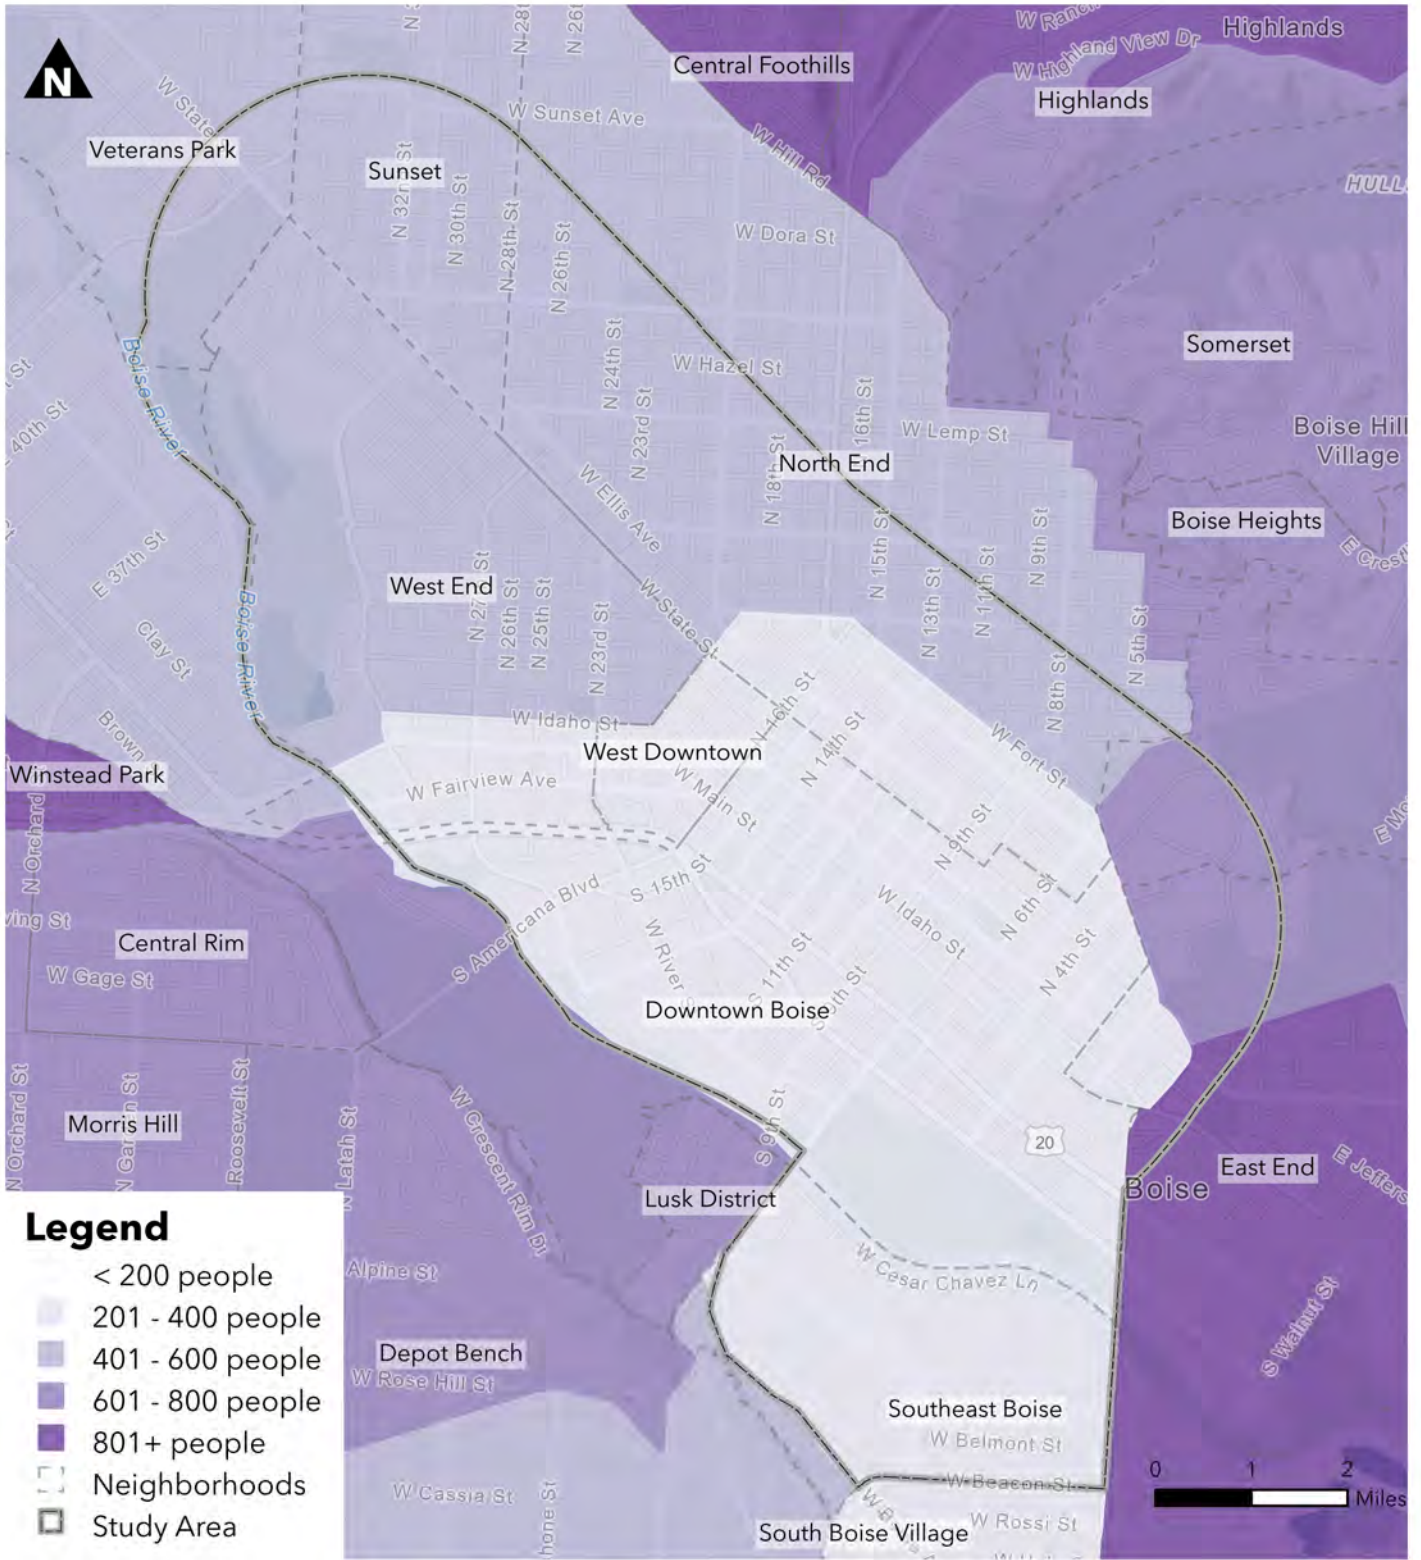 N
W Ranch
Highlands
W Highland View Dr
Central Foothills
Highlands
N 28th
N 26t
W State
W Sunset Ave
W Hill Rd
Veterans Park
Sunset
HULL
N 32nd St
N 30th St
N 28th St
N 26th St
W Dora St
Boise River
Somerset
N 24th St
W Hazel St
40th St
N 23rd St
16th St
W Lemp St
Boise Hill
Village
North End
N 18th St
W Ellis Ave
Boise Heights
E Crest
N 15th St
N 9th St
N 11th St
E 37th St
West End
N 27 St
N 26th St
N 25th St
N 23rd St
W State St
N 13th St
N 5th St
Clay St
Boise River
N 8th St
Brown
W Idaho St
N 16th St
N 14th St
W Fort St
West Downtown
Winstead Park
W Fairview Ave
W Main St
N Orchard
N 9th St
S 15th St
N 6th St
W Idaho St
ving St
Central Rim
S Americana Blvd
W Gage St
W River S
S 11th St
N 4th St
Downtown Boise
N Orchard St
Roosevelt St
N Latah St
W Crescent Rim Dr
S 9th St
Morris Hill
20
East End
E Jeffers
Boise
Lusk District
Alpine St
W Cesar Chavez Ln
S Walnut St
Depot Bench
W Rose Hill St
Southeast Boise
W Belmont St
W Beacon St
W Cassia St
hone St
W Rossi St
South Boise Village
Legend
< 200 people
201 - 400 people
401 - 600 people
601 - 800 people
801+ people
Neighborhoods
Study Area
0 1 2
Miles